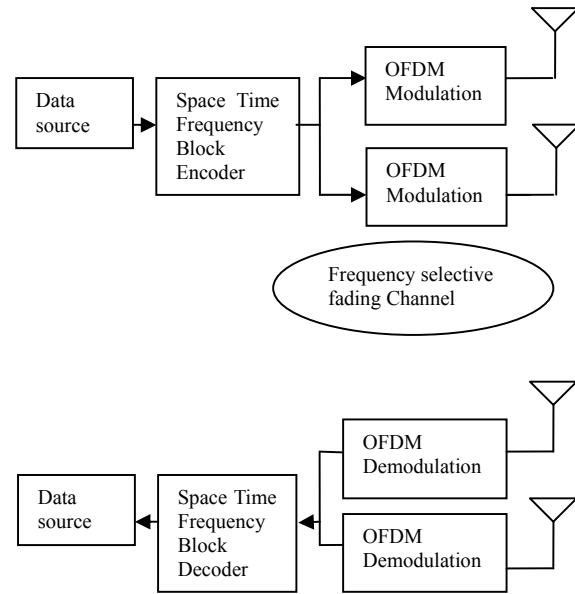 Data
source
Space Time
Frequency
Block
Encoder
OFDM
Modulation
OFDM
Modulation
Frequency selective
fading Channel
Data
source
Space Time
Frequency
Block
Decoder
OFDM
Demodulation
OFDM
Demodulation